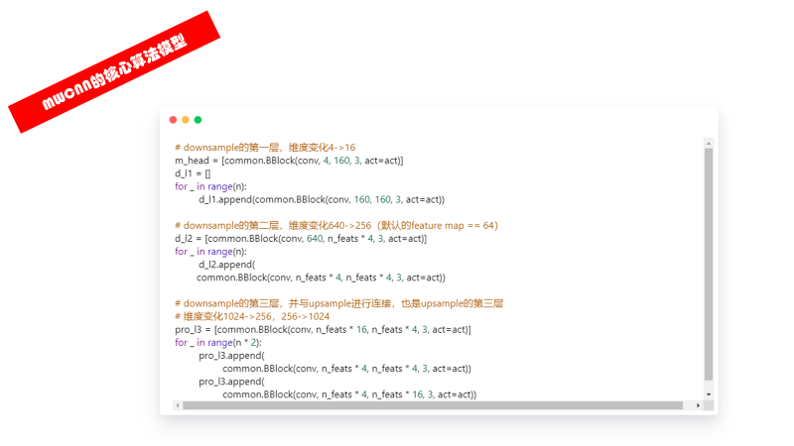 mwcnn的核心算法模型
# downsample的第一层，维度变化4->16
m_head = [common.BBlock(conv, 4, 160, 3, act=act)]
d_l1 = []
for _ in range(n):
d_l1.append(common.BBlock(conv, 160, 160, 3, act=act))
# downsample的第二层，维度变化640->256（默认的feature map == 64）
d_l2 = [common.BBlock(conv, 640, n_feats * 4, 3, act=act)]
for _ in range(n):
d_l2.append(
common.BBlock(conv, n_feats * 4, n_feats * 4, 3, act=act))
# downsample的第三层，并与upsample进行连接，也是upsample的第三层
# 维度变化1024->256，256->1024
pro_l3 = [common.BBlock(conv, n_feats * 16, n_feats * 4, 3, act=act)]
for _ in range(n * 2):
pro_l3.append(
common.BBlock(conv, n_feats * 4, n_feats * 4, 3, act=act))
pro_l3.append(
common.BBlock(conv, n_feats * 4, n_feats * 16, 3, act=act))